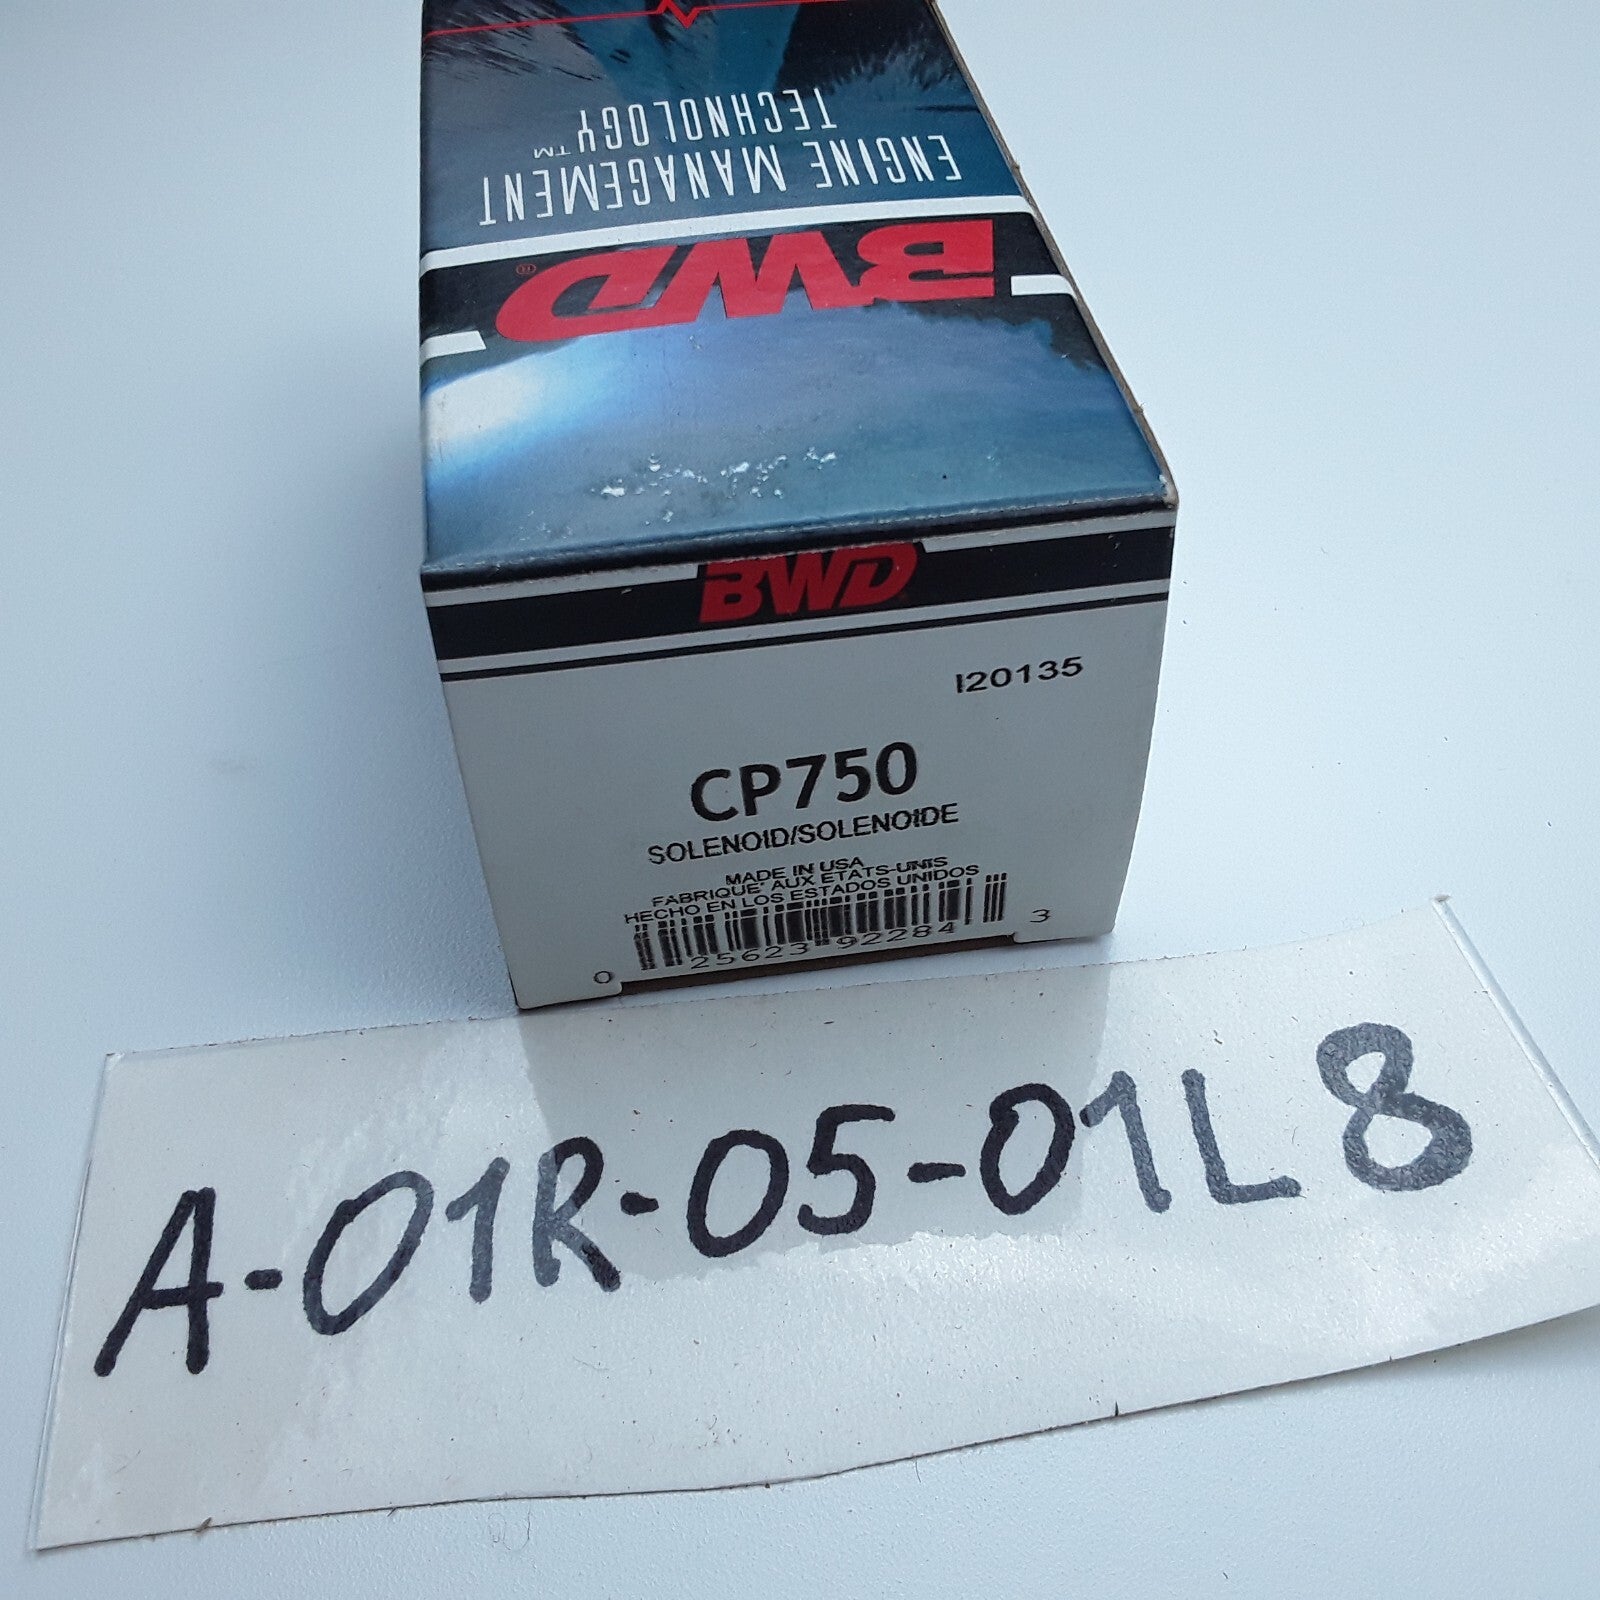 ENGINE MANAGEMENT
TECHNOLOGY™
BWD®
BWD
I20135
CP750
SOLENOID/SOLENOIDE
MADE IN USA
FABRIQUE' AUX ETATS-UNIS
HECHO EN LOS ESTADOS UNIDOS
0 25623 92284 3
A-01R-05-01L8